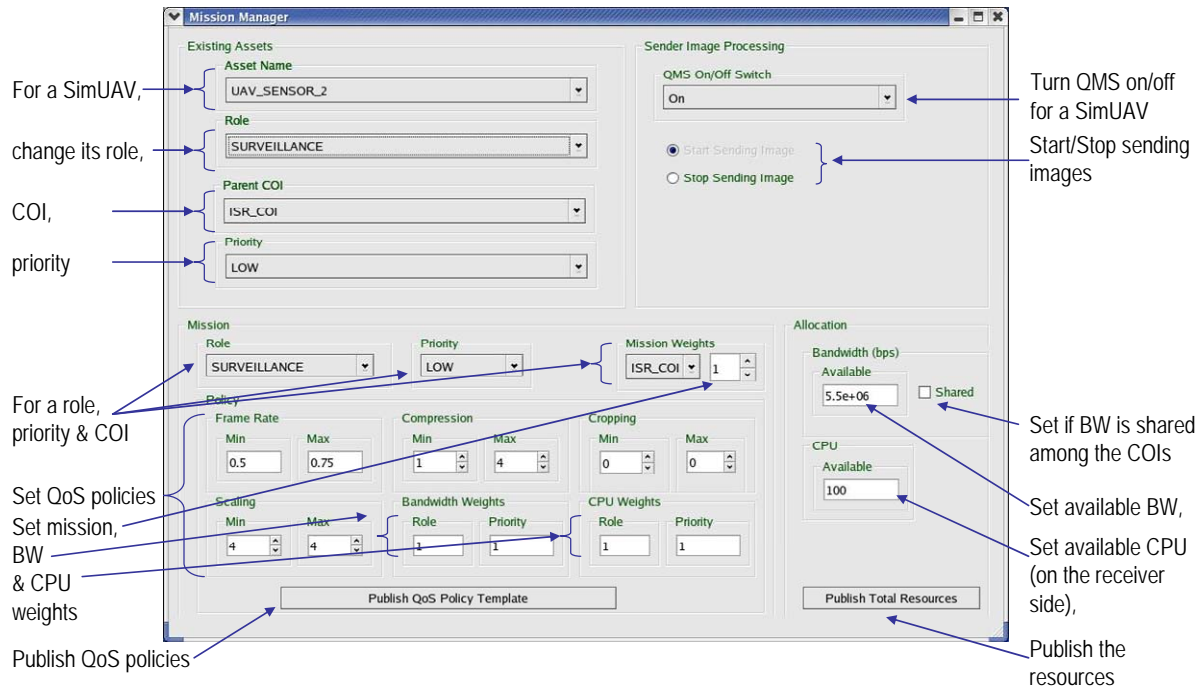 Mission Manager
Existing Assets
Asset Name
UAV_SENSOR_2
Role
SURVEILLANCE
Parent COI
ISR_COI
Priority
LOW
Sender Image Processing
QMS On/Off Switch
On
Start Sending Image
Stop Sending Image
For a SimUAV,
change its role,
COI,
priority
Turn QMS on/off
for a SimUAV
Start/Stop sending
images
Mission
Role
SURVEILLANCE
Priority
LOW
Mission Weights
ISR_COI
1
Policy
Frame Rate
Min
0.5
Max
0.75
Compression
Min
1
Max
4
Cropping
Min
0
Max
0
Scaling
Min
4
Max
4
Bandwidth Weights
Role
1
Priority
1
CPU Weights
Role
1
Priority
1
Publish QoS Policy Template
Allocation
Bandwidth (bps)
Available
5.5e+06
Shared
CPU
Available
100
Publish Total Resources
For a role,
priority & COI
Set QoS policies
Set mission,
BW
& CPU
weights
Publish QoS policies
Set if BW is shared
among the COIs
Set available BW,
Set available CPU
(on the receiver
side),
Publish the
resources